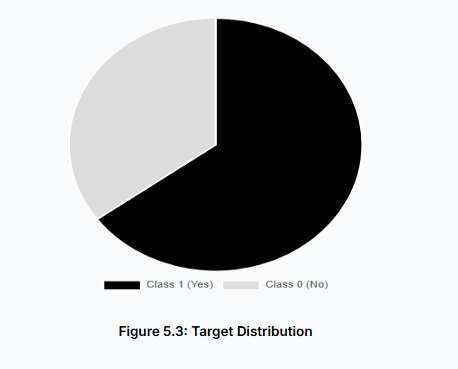 Class 1 (Yes) Class 0 (No)
Figure 5.3: Target Distribution